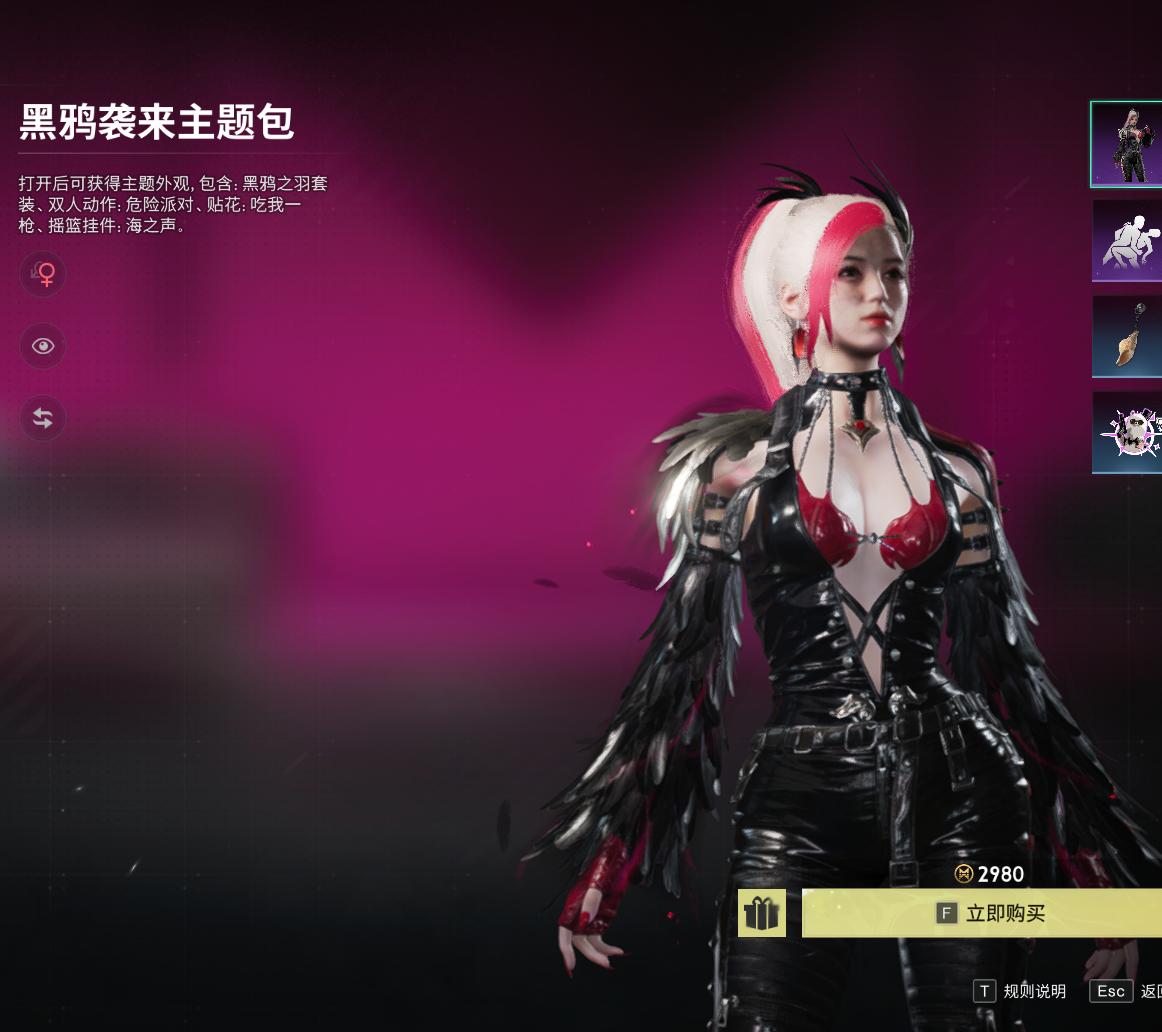 黑鸦袭来主题包
打开后可获得主题外观, 包含: 黑鸦之羽套
装、双人动作: 危险派对、贴花: 吃我一
枪、摇篮挂件: 海之声。
2980
F 立即购买
T 规则说明 Esc 返回